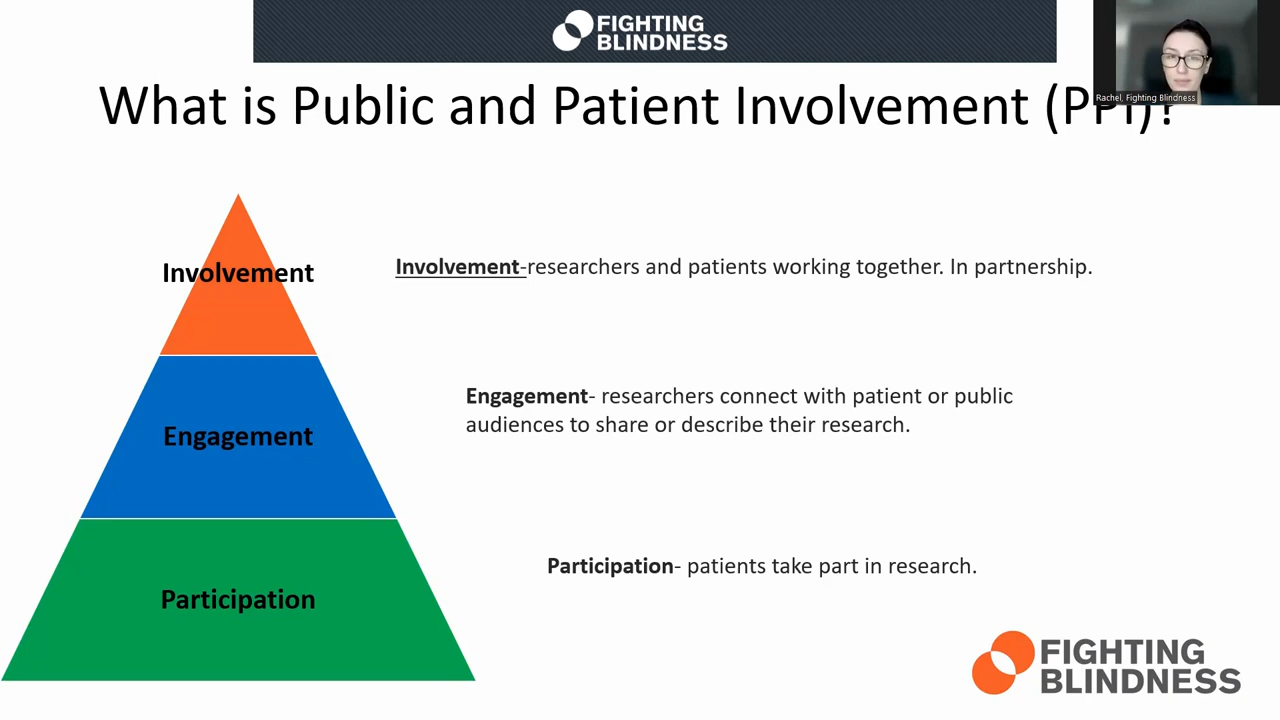 FIGHTING
BLINDNESS
What is Public and Patient Involvement (PPI)?
Rachel, Fighting Blindness
Involvement
Involvement-researchers and patients working together. In partnership.
Engagement
Engagement- researchers connect with patient or public
audiences to share or describe their research.
Participation
Participation- patients take part in research.
FIGHTING
BLINDNESS